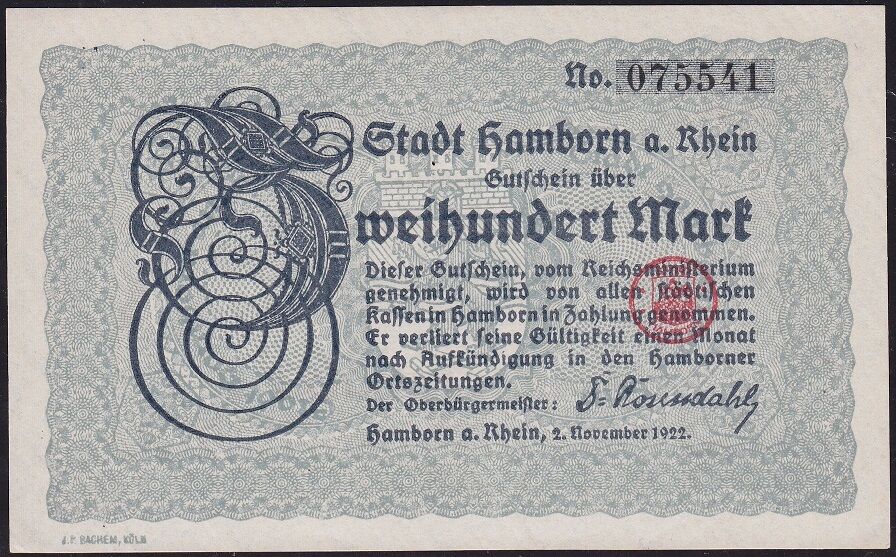 No. 075541
Stadt Hamborn a. Rhein
Gutschein über
Zweihundert Mark
Dieser Gutschein, vom Reichsministerium
genehmigt, wird von allen städtischen
Kassen in Hamborn in Zahlung genommen.
Er verliert seine Gültigkeit einen Monat
nach Aufkündigung in den Hamborner
Ortszeitungen.
Der Oberbürgermeister: Dr. Rosendahl
Hamborn a. Rhein, 2. November 1922.
J.P. BACHEM, KÖLN